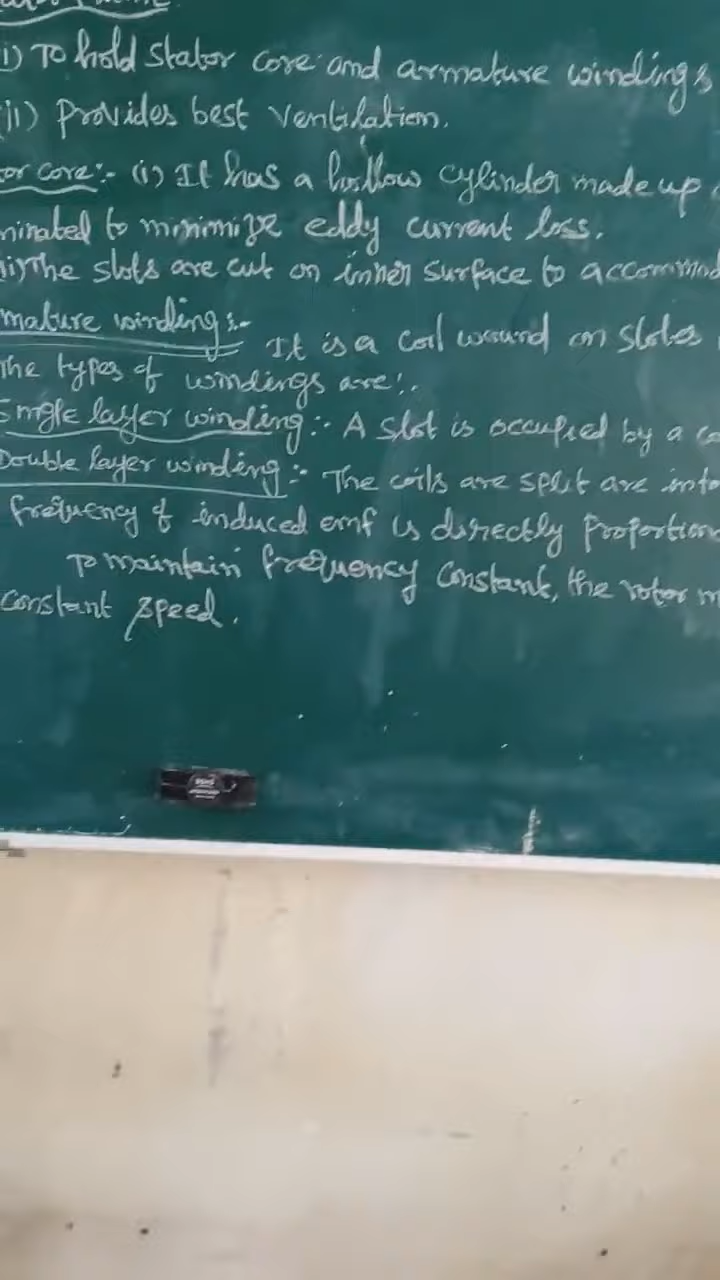 i) To hold stator core and armature windings
(ii) Provides best ventilation.
or core:- (i) It has a hollow cylinder made up
minated to minimize eddy current loss.
ii) The slots are cut on inner surface to accommod
mature winding:-
It is a coil wound on slots
The types of windings are:-
Single layer winding:- A slot is occupied by a co
Double layer winding:- The coils are split are into
frequency of induced emf is directly proportion
To maintain frequency constant, the rotor m
constant speed.